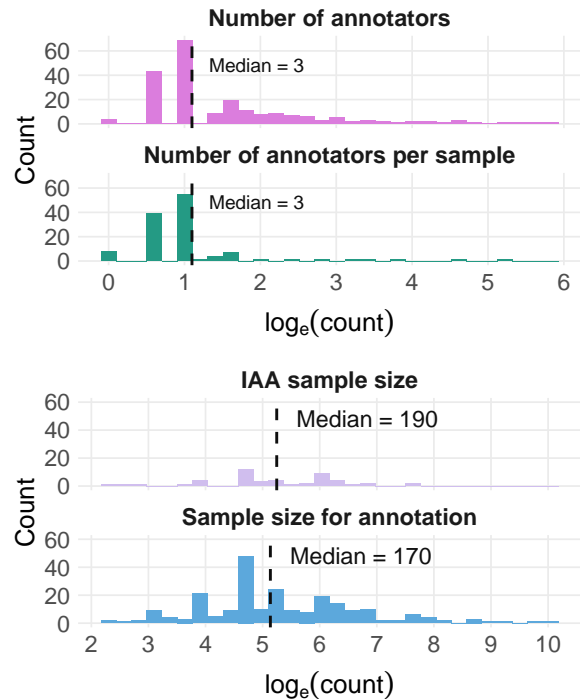 Number of annotators
60
40
20
0
Median = 3
Number of annotators per sample
60
40
20
0
Median = 3
Count
0 1 2 3 4 5 6
logₑ(count)
IAA sample size
60
40
20
0
Median = 190
Sample size for annotation
60
40
20
0
Median = 170
Count
2 3 4 5 6 7 8 9 10
logₑ(count)